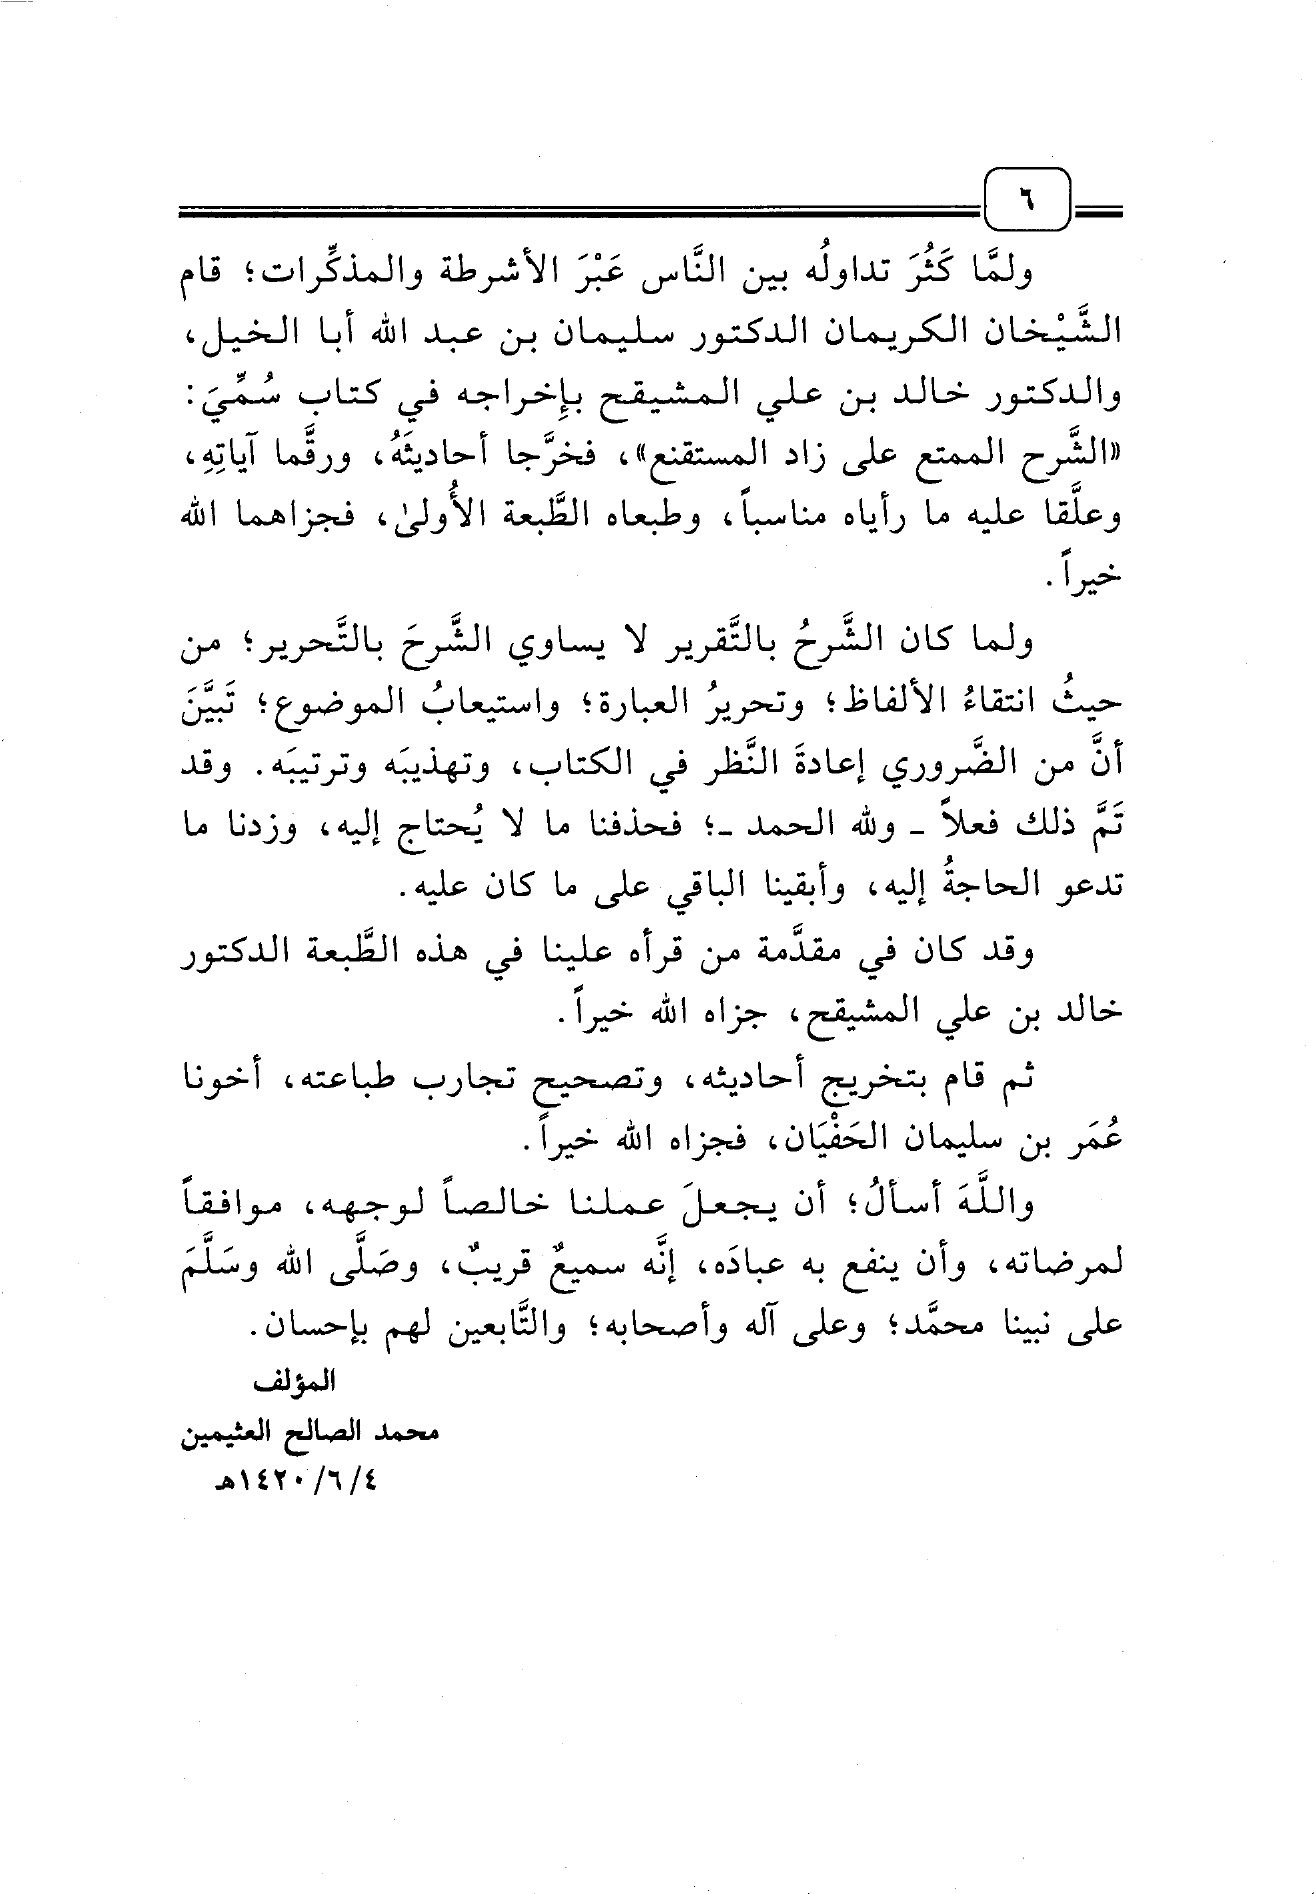 ٦
ولمَّا كَثُرَ تداولُه بين النَّاس عَبْرَ الأشرطة والمذكِّرات؛ قام
الشَّيْخان الكريمان الدكتور سليمان بن عبد الله أبا الخيل،
والدكتور خالد بن علي المشيقح بإِخراجه في كتاب سُمِّيَ:
«الشَّرح الممتع على زاد المستقنع»، فخرَّجا أحاديثَهُ، ورقَّما آياتِهِ،
وعلَّقا عليه ما رأياه مناسباً، وطبعاه الطَّبعة الأُولىٰ، فجزاهما الله
خيراً.
ولما كان الشَّرحُ بالتَّقرير لا يساوي الشَّرحَ بالتَّحرير؛ من
حيثُ انتقاءُ الألفاظ؛ وتحريرُ العبارة؛ واستيعابُ الموضوع؛ تَبيَّنَ
أنَّ من الضَّروري إعادةَ النَّظر في الكتاب، وتهذيبَه وترتيبَه. وقد
تَمَّ ذلك فعلاً ـ ولله الحمد ـ؛ فحذفنا ما لا يُحتاج إليه، وزدنا ما
تدعو الحاجةُ إليه، وأبقينا الباقي على ما كان عليه.
وقد كان في مقدَّمة من قرأه علينا في هذه الطَّبعة الدكتور
خالد بن علي المشيقح، جزاه الله خيراً.
ثم قام بتخريج أحاديثه، وتصحيح تجارب طباعته، أخونا
عُمَر بن سليمان الحَفْيَان، فجزاه الله خيراً.
واللَّهَ أسألُ؛ أن يجعلَ عملنا خالصاً لوجهه، موافقاً
لمرضاته، وأن ينفع به عبادَه، إنَّه سميعٌ قريبٌ، وصَلَّى الله وسَلَّمَ
على نبينا محمَّد؛ وعلى آله وأصحابه؛ والتَّابعين لهم بإحسان.
المؤلف
محمد الصالح العثيمين
١٤٢٠/٦/٤هـ